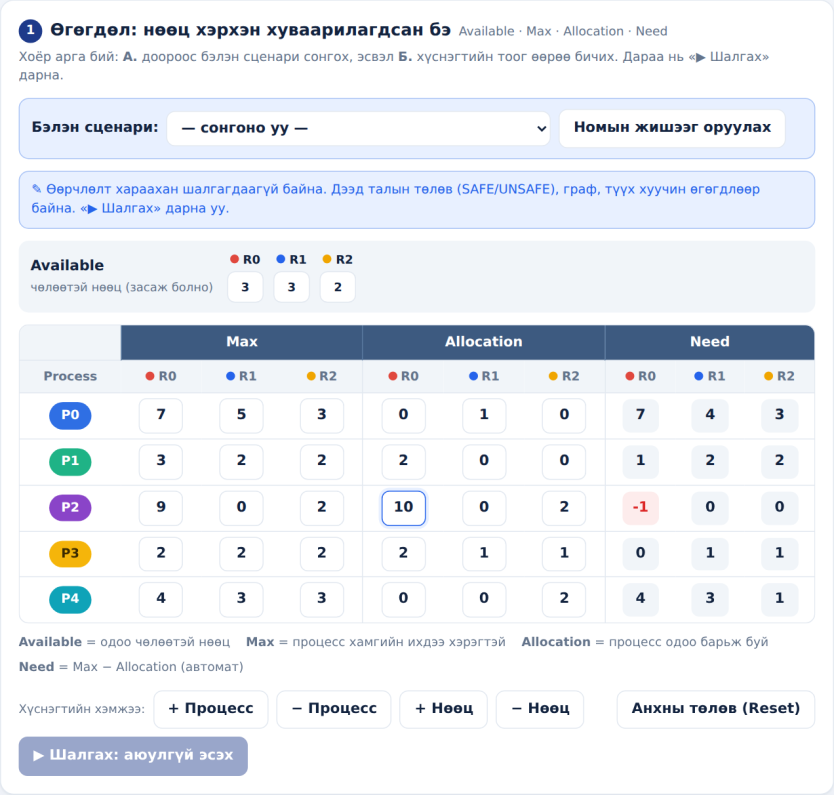 1 Өгөгдөл: нөөц хэрхэн хуваарилагдсан бэ Available · Max · Allocation · Need
Хоёр арга бий: А. доороос бэлэн сценари сонгох, эсвэл Б. хүснэгтийн тоог өөрөө бичих. Дараа нь «▶ Шалгах»
дарна.
Бэлэн сценари: — сонгоно уу — Номын жишээг оруулах
✎ Өөрчлөлт хараахан шалгагдаагүй байна. Дээд талын төлөв (SAFE/UNSAFE), граф, түүх хуучин өгөгдлөөр
байна. «▶ Шалгах» дарна уу.
Available R0 R1 R2
чөлөөтэй нөөц (засаж болно) 3 3 2
Max Allocation Need
Process R0 R1 R2 R0 R1 R2 R0 R1 R2
P0 7 5 3 0 1 0 7 4 3
P1 3 2 2 2 0 0 1 2 2
P2 9 0 2 10 0 2 -1 0 0
P3 2 2 2 2 1 1 0 1 1
P4 4 3 3 0 0 2 4 3 1
Available = одоо чөлөөтэй нөөц Max = процесс хамгийн ихдээ хэрэгтэй Allocation = процесс одоо барьж буй
Need = Max − Allocation (автомат)
Хүснэгтийн хэмжээ: + Процесс − Процесс + Нөөц − Нөөц Анхны төлөв (Reset)
▶ Шалгах: аюулгүй эсэх